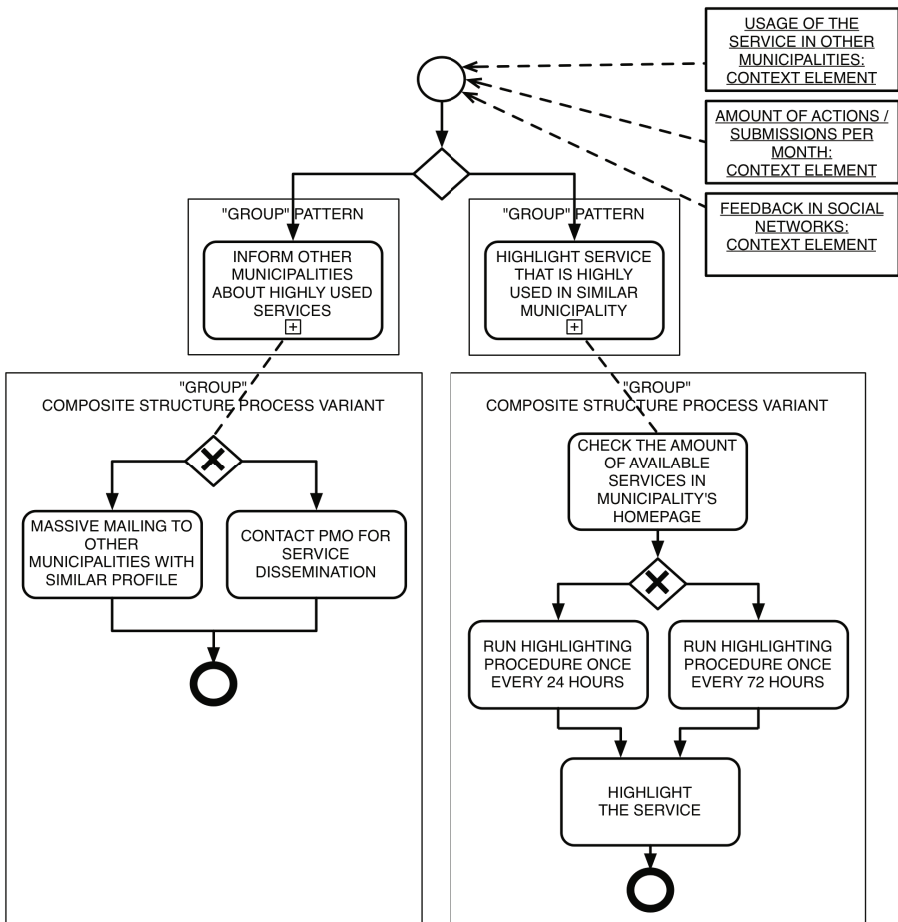 USAGE OF THE
SERVICE IN OTHER
MUNICIPALITIES:
CONTEXT ELEMENT
AMOUNT OF ACTIONS /
SUBMISSIONS PER
MONTH:
CONTEXT ELEMENT
FEEDBACK IN SOCIAL
NETWORKS:
CONTEXT ELEMENT
"GROUP" PATTERN
INFORM OTHER
MUNICIPALITIES
ABOUT HIGHLY USED
SERVICES
"GROUP" PATTERN
HIGHLIGHT SERVICE
THAT IS HIGHLY
USED IN SIMILAR
MUNICIPALITY
"GROUP"
COMPOSITE STRUCTURE PROCESS VARIANT
MASSIVE MAILING TO
OTHER
MUNICIPALITIES WITH
SIMILAR PROFILE
CONTACT PMO FOR
SERVICE
DISSEMINATION
"GROUP"
COMPOSITE STRUCTURE PROCESS VARIANT
CHECK THE AMOUNT
OF AVAILABLE
SERVICES IN
MUNICIPALITY'S
HOMEPAGE
RUN HIGHLIGHTING
PROCEDURE ONCE
EVERY 24 HOURS
RUN HIGHLIGHTING
PROCEDURE ONCE
EVERY 72 HOURS
HIGHLIGHT
THE SERVICE